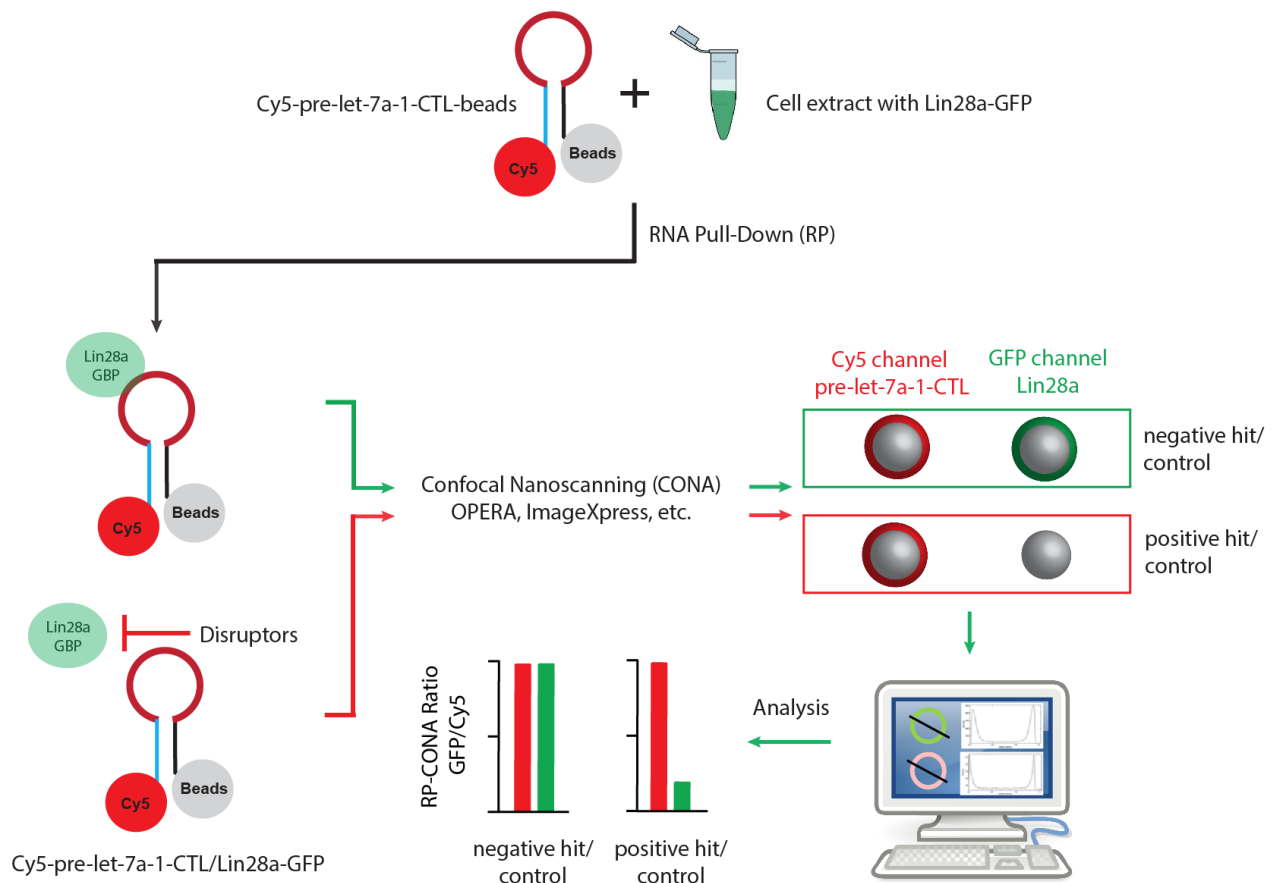 Cy5-pre-let-7a-1-CTL-beads
Cy5
Beads
Cell extract with Lin28a-GFP
RNA Pull-Down (RP)
Lin28a
GBP
Cy5
Beads
Confocal Nanoscanning (CONA)
OPERA, ImageXpress, etc.
Cy5 channel
pre-let-7a-1-CTL
GFP channel
Lin28a
negative hit/
control
positive hit/
control
Lin28a
GBP
Disruptors
Cy5
Beads
Cy5-pre-let-7a-1-CTL/Lin28a-GFP
RP-CONA Ratio
GFP/Cy5
negative hit/
control
positive hit/
control
Analysis